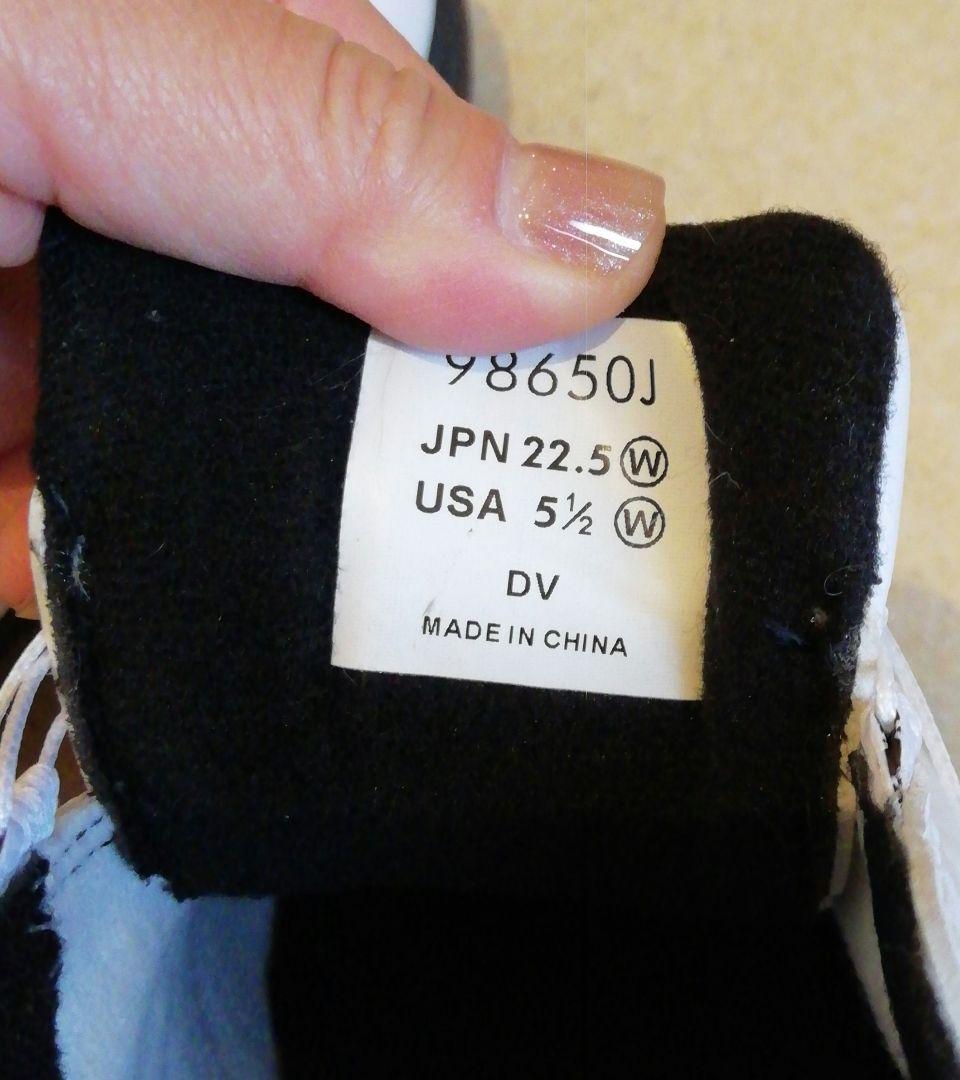 98650J
JPN 22.5 Ⓦ
USA 5½ Ⓦ
DV
MADE IN CHINA